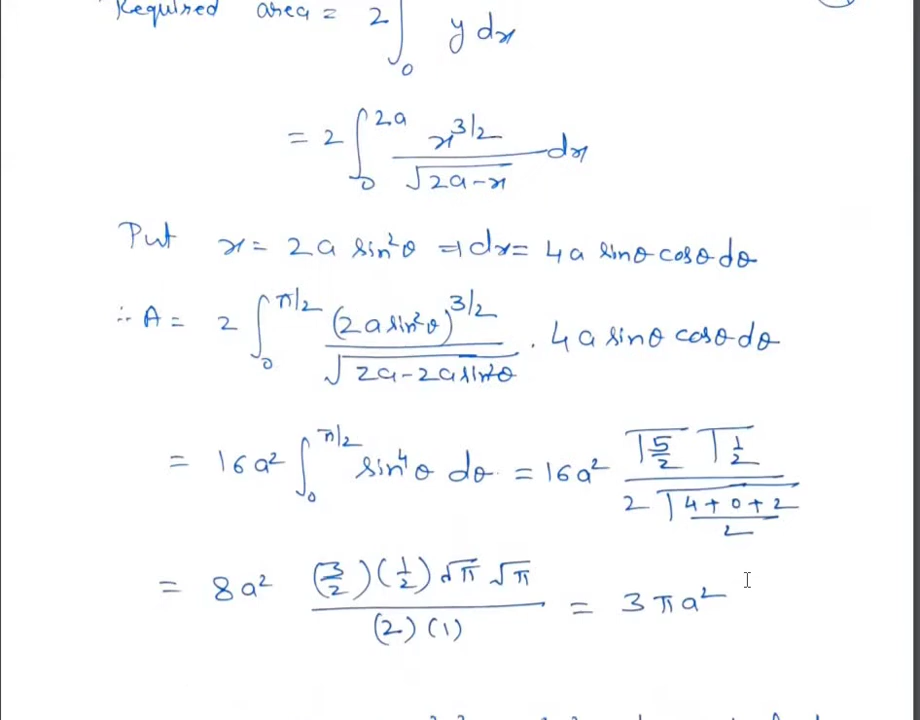 Required area = 2 ∫₀ y dx
= 2 ∫₀^{2a} x^{3/2} / √(2a-x) dx
Put x = 2a sin²θ ⇒ dx = 4a sinθ cosθ dθ
∴ A = 2 ∫₀^{π/2} (2a sin²θ)^{3/2} / √(2a-2a sin²θ) . 4a sinθ cosθ dθ
= 16a² ∫₀^{π/2} sin⁴θ dθ = 16a² Γ(5/2) Γ(1/2) / 2 Γ((4+0+2)/2)
= 8a² (3/2)(1/2)√π √π / (2)(1) = 3πa²